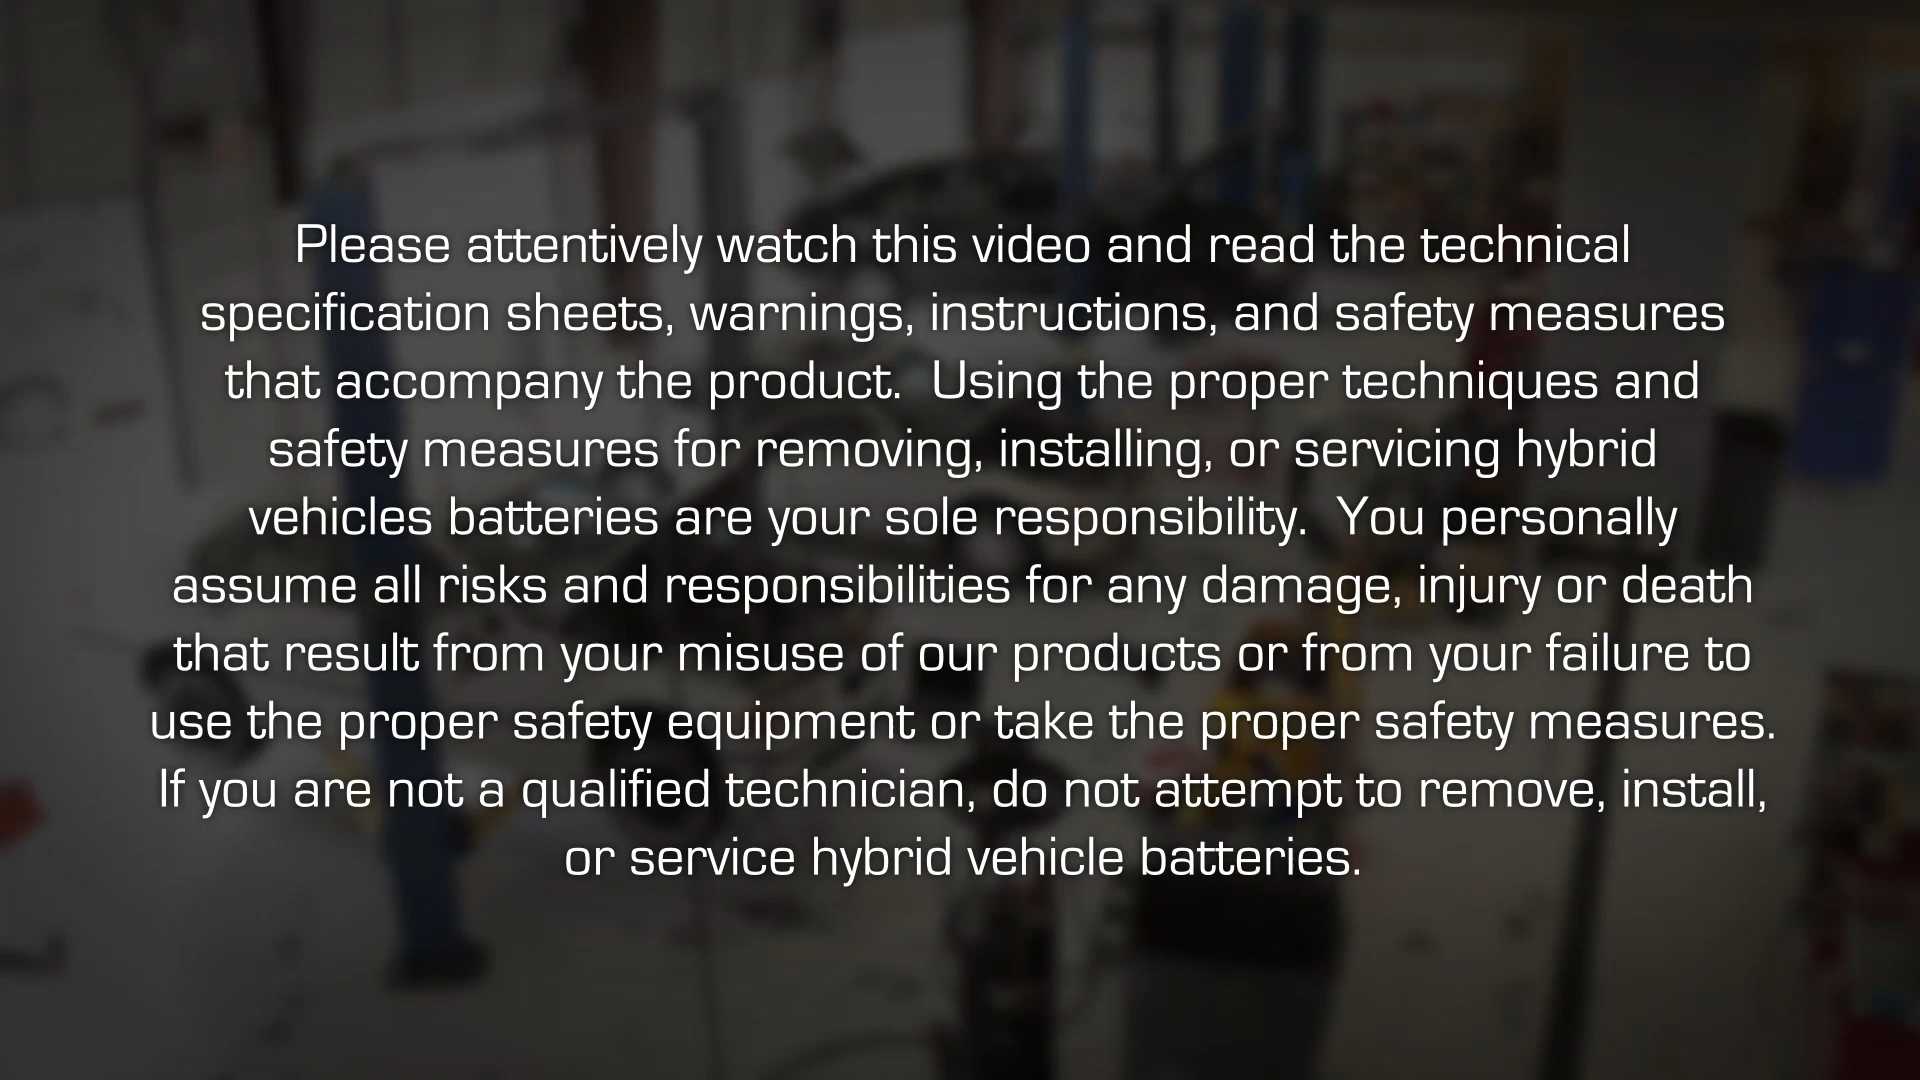 Please attentively watch this video and read the technical
specification sheets, warnings, instructions, and safety measures
that accompany the product.  Using the proper techniques and
safety measures for removing, installing, or servicing hybrid
vehicles batteries are your sole responsibility.  You personally
assume all risks and responsibilities for any damage, injury or death
that result from your misuse of our products or from your failure to
use the proper safety equipment or take the proper safety measures.
If you are not a qualified technician, do not attempt to remove, install,
or service hybrid vehicle batteries.